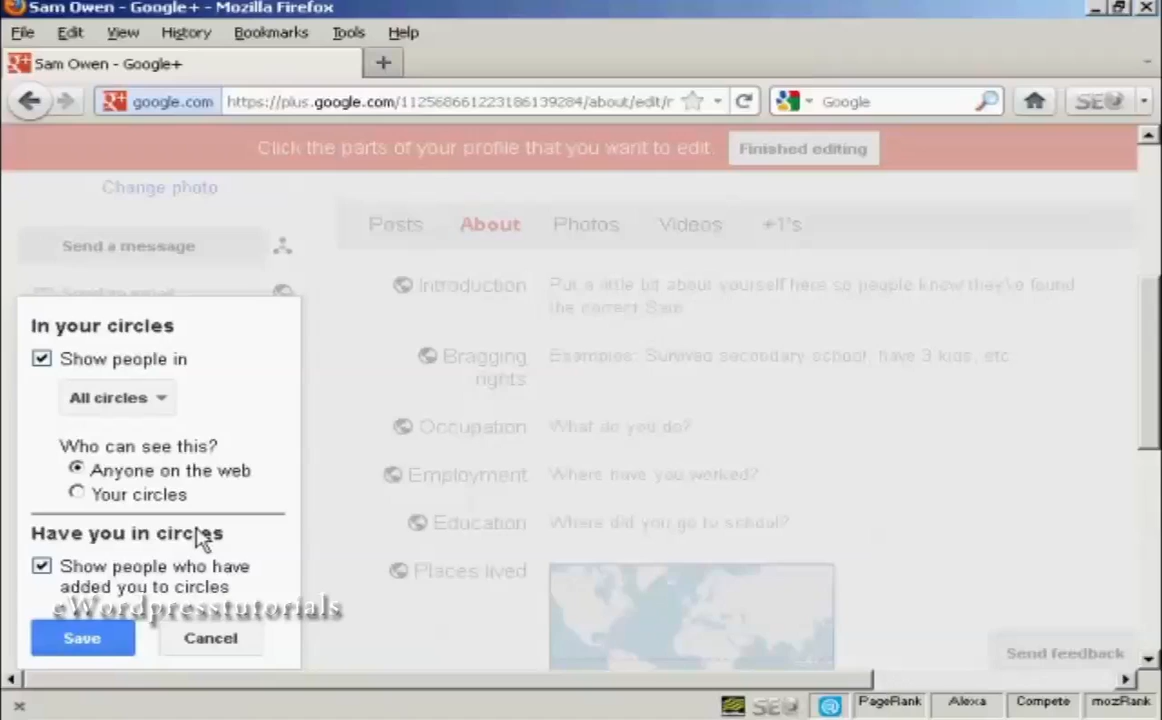 Sam Owen - Google+ - Mozilla Firefox
File Edit View History Bookmarks Tools Help
Sam Owen - Google+
google.com https://plus.google.com/112568661223186139284/about/edit/r Google SEO
Click the parts of your profile that you want to edit. Finished editing
Change photo
Posts About Photos Videos +1's
Send a message
Introduction Put a little bit about yourself here so people know they've found
the correct Sam
In your circles
Show people in
Bragging Examples: Survived secondary school, have 3 kids, etc
rights
All circles
Occupation What do you do?
Who can see this?
Anyone on the web
Employment Where have you worked?
Your circles
Education Where did you go to school?
Have you in circles
Show people who have
added you to circles
Places lived
eWordpresstutorials
Save Cancel
Send feedback
SEO PageRank Alexa Compete mozRank